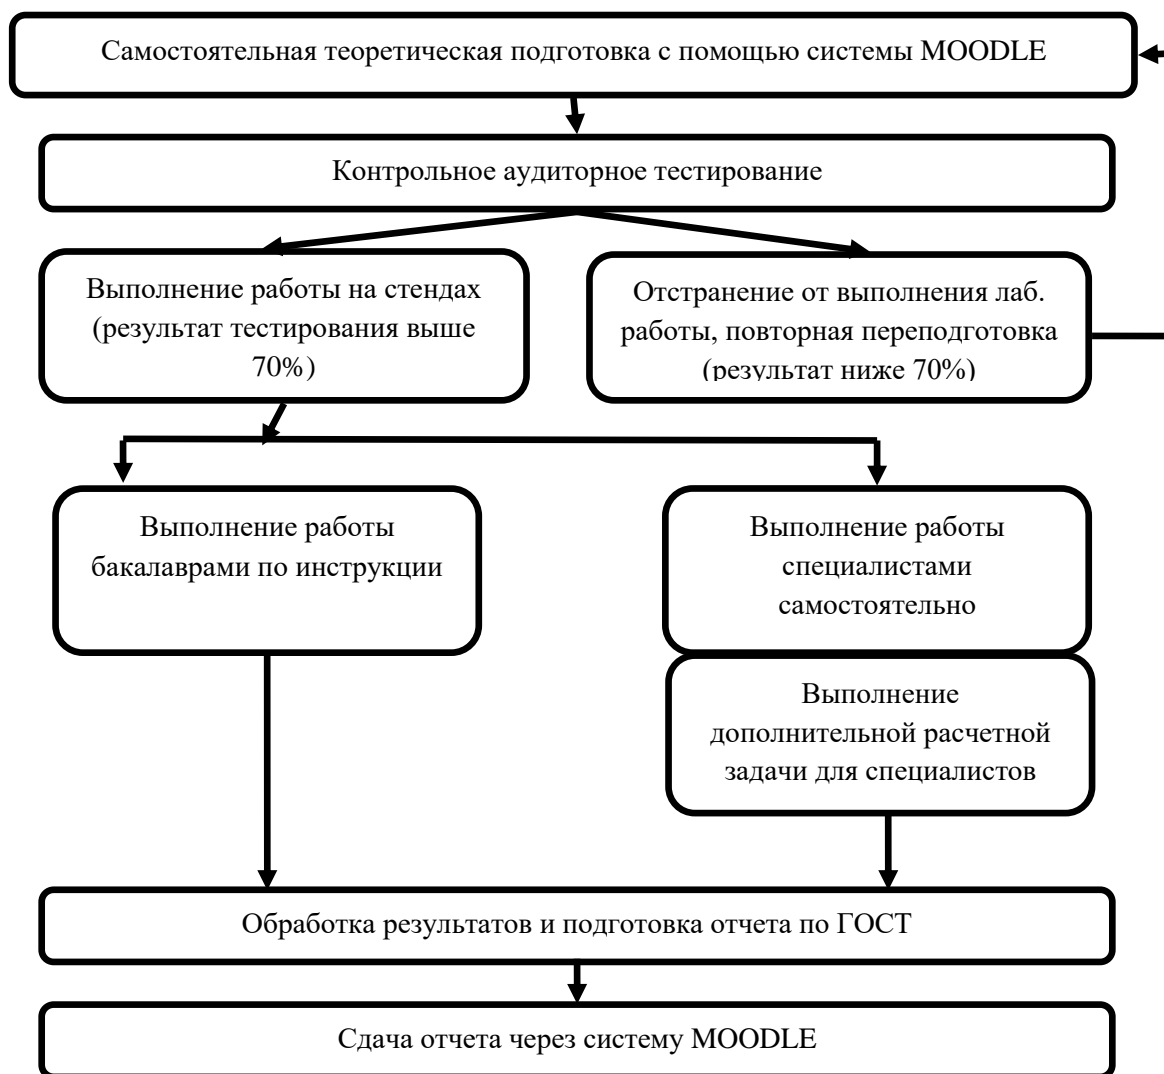 Самостоятельная теоретическая подготовка с помощью системы MOODLE
Контрольное аудиторное тестирование
Выполнение работы на стендах
(результат тестирования выше
70%)
Отстранение от выполнения лаб.
работы, повторная переподготовка
(результат ниже 70%)
Выполнение работы
бакалаврами по инструкции
Выполнение работы
специалистами
самостоятельно
Выполнение
дополнительной расчетной
задачи для специалистов
Обработка результатов и подготовка отчета по ГОСТ
Сдача отчета через систему MOODLE